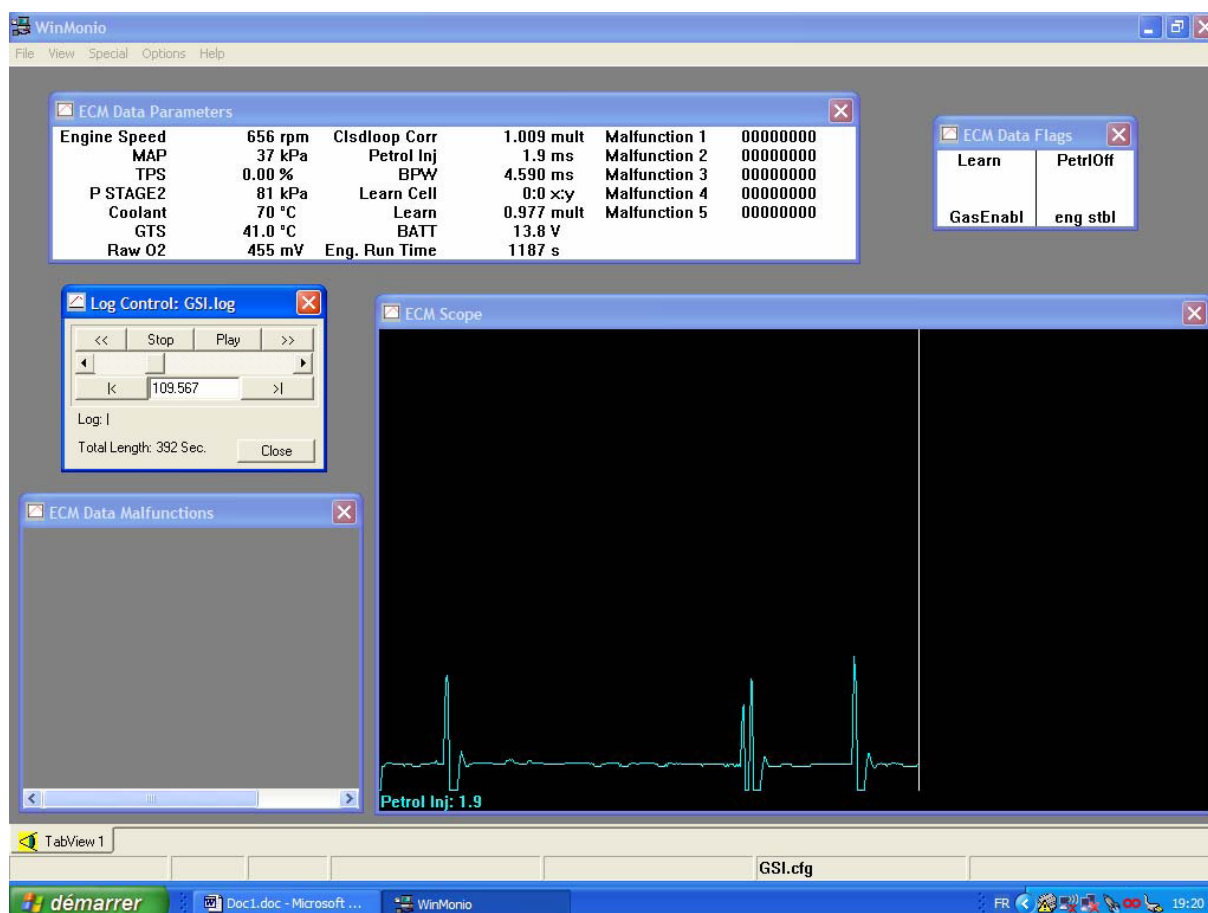 WinMonio
File View Special Options Help
ECM Data Parameters
Engine Speed 656 rpm Clsdloop Corr 1.009 mult Malfunction 1 00000000
MAP 37 kPa Petrol Inj 1.9 ms Malfunction 2 00000000
TPS 0.00 % BPW 4.590 ms Malfunction 3 00000000
P STAGE2 81 kPa Learn Cell 0:0 x:y Malfunction 4 00000000
Coolant 70 °C Learn 0.977 mult Malfunction 5 00000000
GTS 41.0 °C BATT 13.8 V
Raw O2 455 mV Eng. Run Time 1187 s
ECM Data Flags
Learn PetrlOff
GasEnabl eng stbl
Log Control: GSI.log
<< Stop Play >>
|< 109.567 >|
Log: |
Total Length: 392 Sec. Close
ECM Scope
ECM Data Malfunctions
Petrol Inj: 1.9
TabView 1
GSI.cfg
démarrer Doc1.doc - Microsoft ... WinMonio FR 19:20